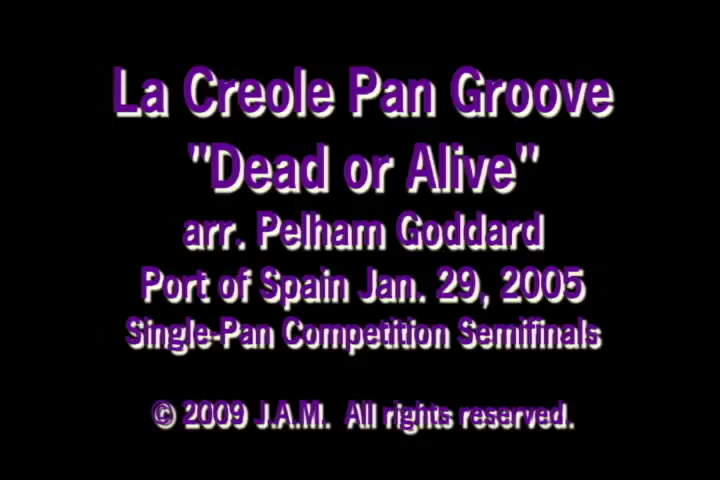 La Creole Pan Groove
"Dead or Alive"
arr. Pelham Goddard
Port of Spain Jan. 29, 2005
Single-Pan Competition Semifinals
© 2009 J.A.M. All rights reserved.